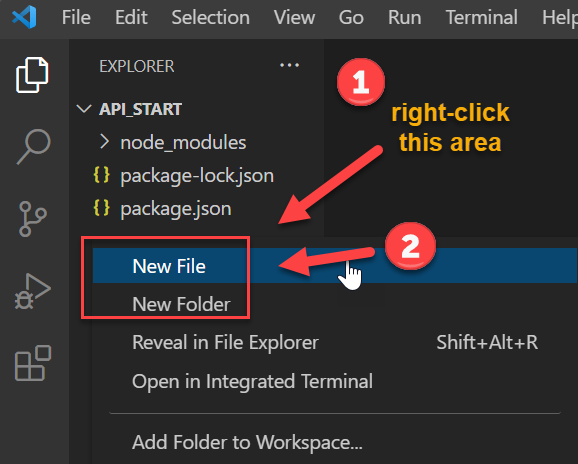 File Edit Selection View Go Run Terminal Help
EXPLORER ...
1
API_START
right-click
this area
node_modules
{} package-lock.json
{} package.json
2
New File
New Folder
Reveal in File Explorer Shift+Alt+R
Open in Integrated Terminal
Add Folder to Workspace...